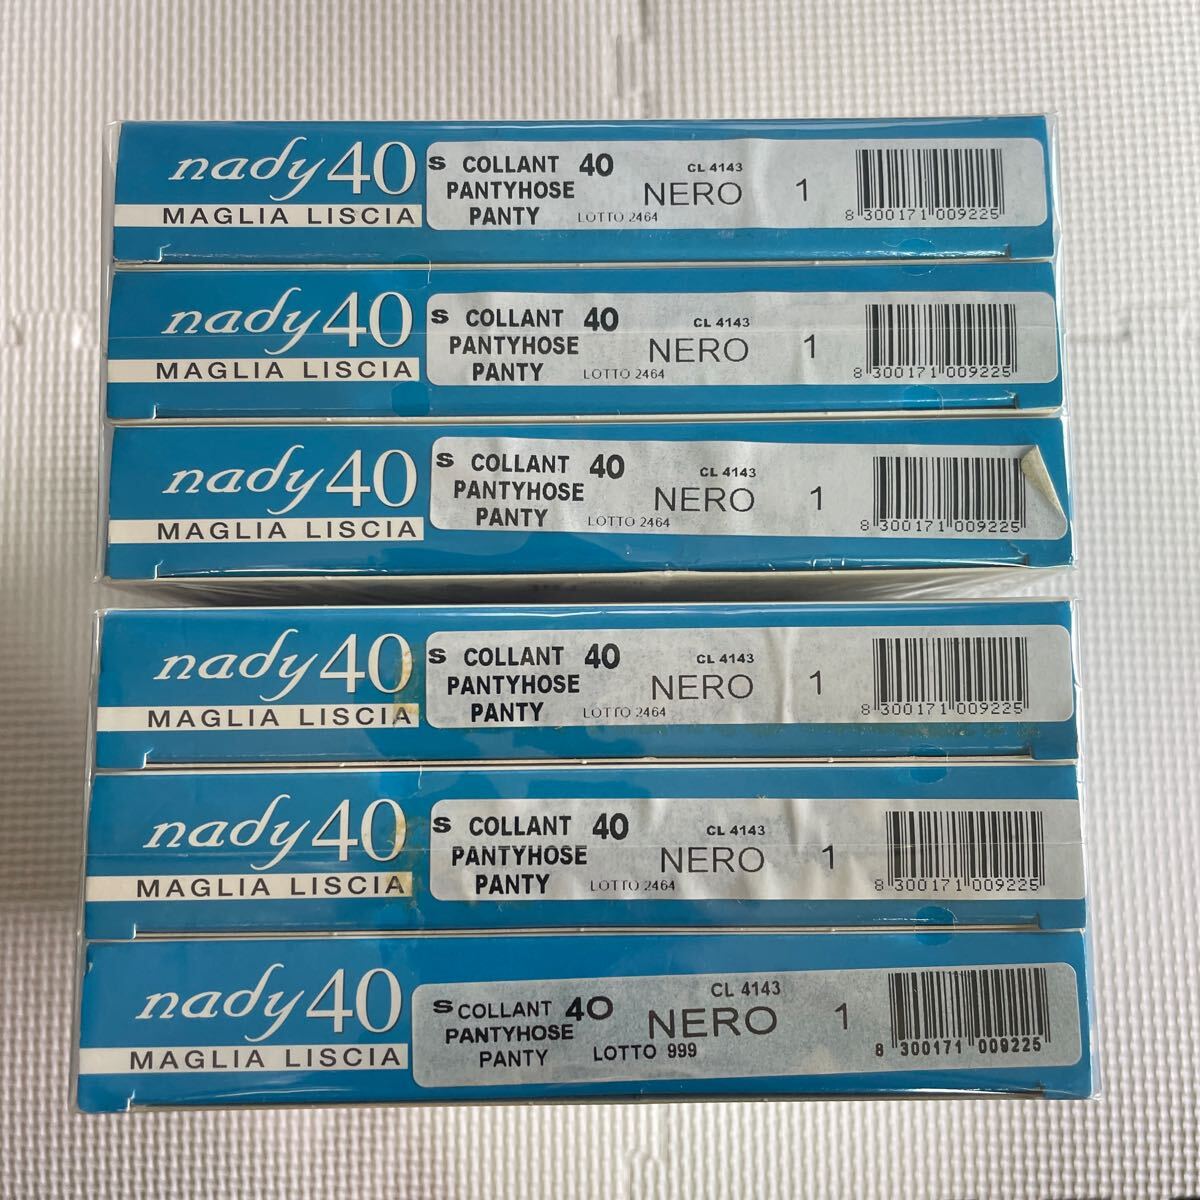 nady 40
MAGLIA LISCIA
S COLLANT 40
PANTYHOSE
PANTY
CL 4143
NERO 1
LOTTO 2464
8 300171 009225
nady 40
MAGLIA LISCIA
S COLLANT 40
PANTYHOSE
PANTY
CL 4143
NERO 1
LOTTO 2464
8 300171 009225
nady 40
MAGLIA LISCIA
S COLLANT 40
PANTYHOSE
PANTY
CL 4143
NERO 1
LOTTO 2464
8 300171 009225
nady 40
MAGLIA LISCIA
S COLLANT 40
PANTYHOSE
PANTY
CL 4143
NERO 1
LOTTO 2464
8 300171 009225
nady 40
MAGLIA LISCIA
S COLLANT 40
PANTYHOSE
PANTY
CL 4143
NERO 1
LOTTO 2464
8 300171 009225
nady 40
MAGLIA LISCIA
S COLLANT 40
PANTYHOSE
PANTY
CL 4143
NERO 1
LOTTO 999
8 300171 009225